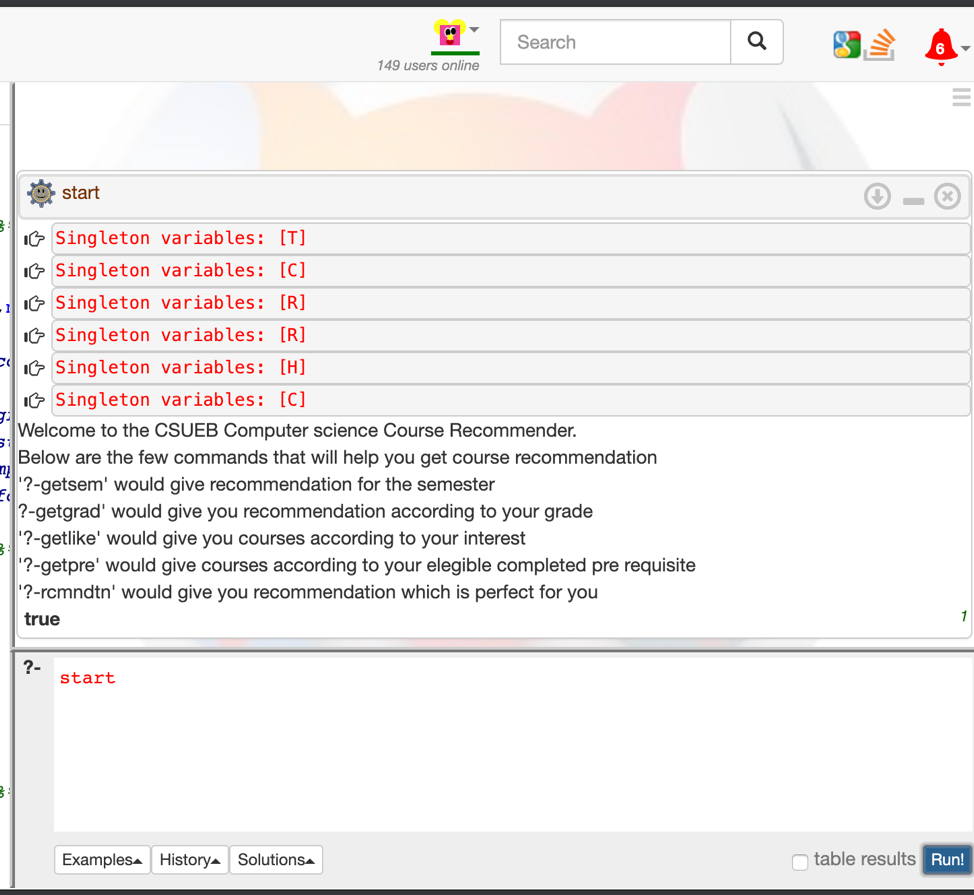 Search
149 users online
6
start
Singleton variables: [T]
Singleton variables: [C]
Singleton variables: [R]
Singleton variables: [R]
Singleton variables: [H]
Singleton variables: [C]
Welcome to the CSUEB Computer science Course Recommender.
Below are the few commands that will help you get course recommendation
'?-getsem' would give recommendation for the semester
?-getgrad' would give you recommendation according to your grade
'?-getlike' would give you courses according to your interest
'?-getpre' would give courses according to your elegible completed pre requisite
'?-rcmndtn' would give you recommendation which is perfect for you
true 1
?- start
Examples History Solutions table results Run!